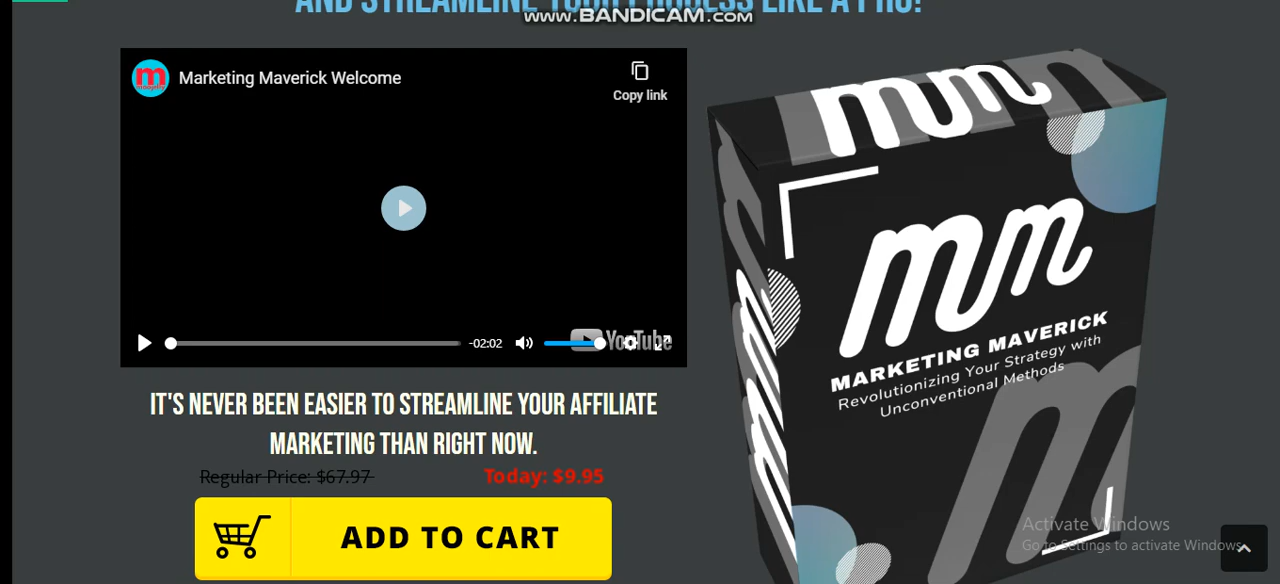 AND STREAMLINE YOUR PROCESS LIKE A PRO!
www.BANDICAM.com
Marketing Maverick Welcome
Copy link
-02:02
YouTube
IT'S NEVER BEEN EASIER TO STREAMLINE YOUR AFFILIATE
MARKETING THAN RIGHT NOW.
Regular Price: $67.97
Today: $9.95
ADD TO CART
mm
mm
MARKETING MAVERICK
Revolutionizing Your Strategy with
Unconventional Methods
Activate Windows
Go to Settings to activate Windows.